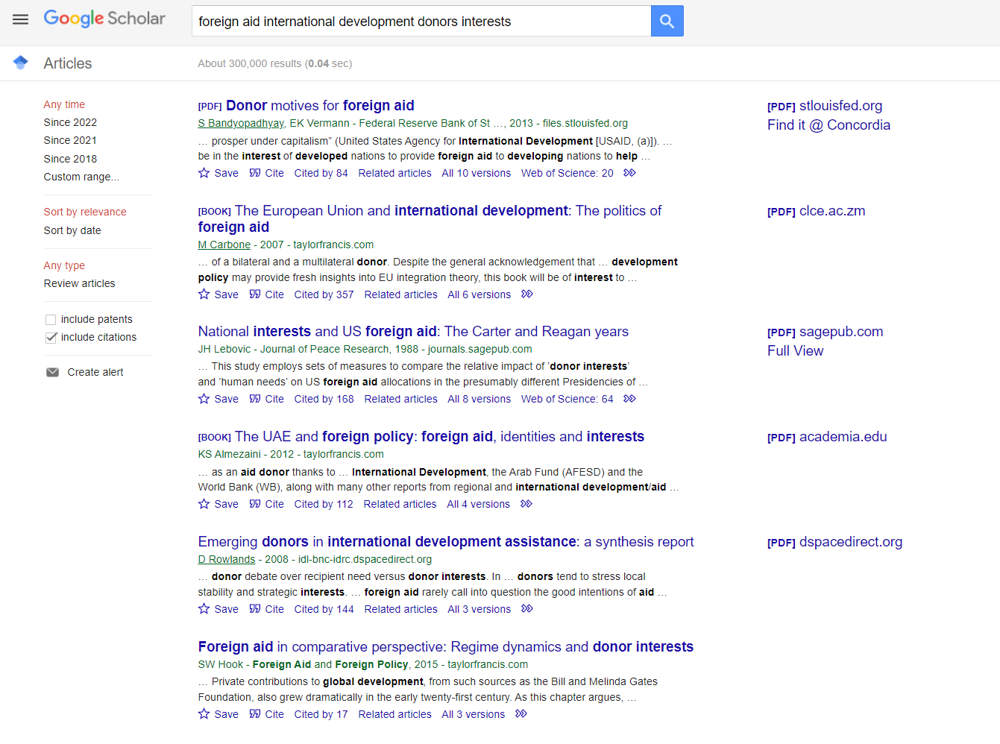 Google Scholar
foreign aid international development donors interests
Articles
About 300,000 results (0.04 sec)
Any time
Since 2022
Since 2021
Since 2018
Custom range...
Sort by relevance
Sort by date
Any type
Review articles
include patents
include citations
Create alert
[PDF] Donor motives for foreign aid
S Bandyopadhyay, EK Vermann - Federal Reserve Bank of St …, 2013 - files.stlouisfed.org
… prosper under capitalism” (United States Agency for International Development [USAID, (a)]). …
be in the interest of developed nations to provide foreign aid to developing nations to help …
Save Cite Cited by 84 Related articles All 10 versions Web of Science: 20
[PDF] stlouisfed.org
Find it @ Concordia
[BOOK] The European Union and international development: The politics of
foreign aid
M Carbone - 2007 - taylorfrancis.com
… of a bilateral and a multilateral donor. Despite the general acknowledgement that … development
policy may provide fresh insights into EU integration theory, this book will be of interest to …
Save Cite Cited by 357 Related articles All 6 versions
[PDF] clce.ac.zm
National interests and US foreign aid: The Carter and Reagan years
JH Lebovic - Journal of Peace Research, 1988 - journals.sagepub.com
… This study employs sets of measures to compare the relative impact of 'donor interests'
and 'human needs' on US foreign aid allocations in the presumably different Presidencies of …
Save Cite Cited by 168 Related articles All 8 versions Web of Science: 64
[PDF] sagepub.com
Full View
[BOOK] The UAE and foreign policy: foreign aid, identities and interests
KS Almezaini - 2012 - taylorfrancis.com
… as an aid donor thanks to … International Development, the Arab Fund (AFESD) and the
World Bank (WB), along with many other reports from regional and international development/aid …
Save Cite Cited by 112 Related articles All 4 versions
[PDF] academia.edu
Emerging donors in international development assistance: a synthesis report
D Rowlands - 2008 - idl-bnc-idrc.dspacedirect.org
… donor debate over recipient need versus donor interests. In … donors tend to stress local
stability and strategic interests. … foreign aid rarely call into question the good intentions of aid …
Save Cite Cited by 144 Related articles All 3 versions
[PDF] dspacedirect.org
Foreign aid in comparative perspective: Regime dynamics and donor interests
SW Hook - Foreign Aid and Foreign Policy, 2015 - taylorfrancis.com
… Private contributions to global development, from such sources as the Bill and Melinda Gates
Foundation, also grew dramatically in the early twenty-first century. As this chapter argues, …
Save Cite Cited by 17 Related articles All 3 versions